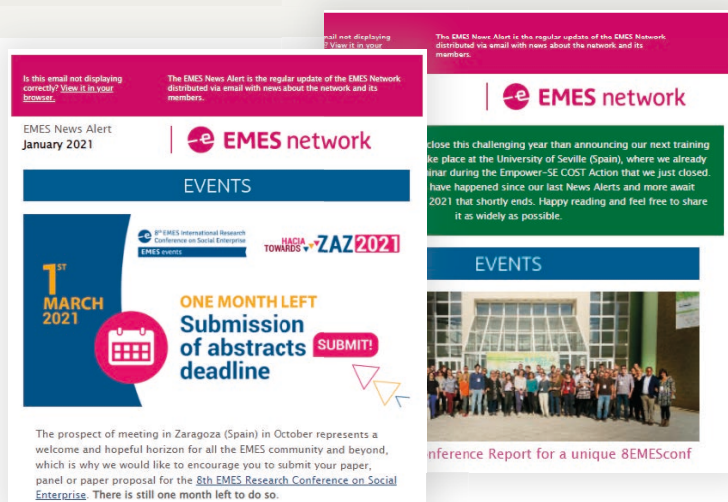 Is this email not displaying
correctly? View it in your
browser.
The EMES News Alert is the regular update of the EMES Network
distributed via email with news about the network and its
members.
EMES News Alert
January 2021
EMES network
EVENTS
8th EMES International Research
Conference on Social Enterprise
EMES events
HACIA
TOWARDS ZAZ2021
1ST
MARCH
2021
ONE MONTH LEFT
Submission
of abstracts
deadline
SUBMIT!
The prospect of meeting in Zaragoza (Spain) in October represents a
welcome and hopeful horizon for all the EMES community and beyond,
which is why we would like to encourage you to submit your paper,
panel or paper proposal for the 8th EMES Research Conference on Social
Enterprise. There is still one month left to do so.
mail not displaying
? View it in your
The EMES News Alert is the regular update of the EMES Network
distributed via email with news about the network and its
members.
EMES network
close this challenging year than announcing our next training
ke place at the University of Seville (Spain), where we already
inar during the Empower-SE COST Action that we just closed.
have happened since our last News Alerts and more await
2021 that shortly ends. Happy reading and feel free to share
it as widely as possible.
EVENTS
nference Report for a unique 8EMESconf